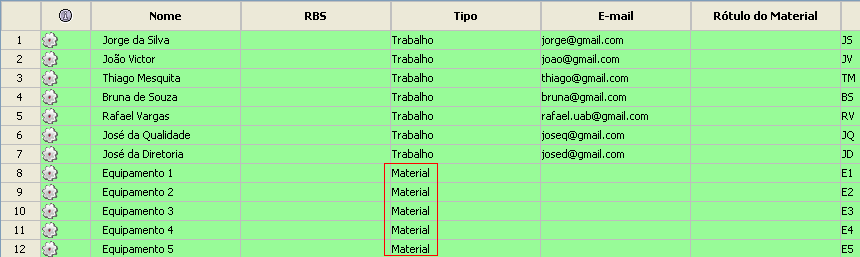 Nome RBS Tipo E-mail Rótulo do Material
1 Jorge da Silva Trabalho jorge@gmail.com JS
2 João Victor Trabalho joao@gmail.com JV
3 Thiago Mesquita Trabalho thiago@gmail.com TM
4 Bruna de Souza Trabalho bruna@gmail.com BS
5 Rafael Vargas Trabalho rafael.uab@gmail.com RV
6 José da Qualidade Trabalho joseq@gmail.com JQ
7 José da Diretoria Trabalho josed@gmail.com JD
8 Equipamento 1 Material E1
9 Equipamento 2 Material E2
10 Equipamento 3 Material E3
11 Equipamento 4 Material E4
12 Equipamento 5 Material E5